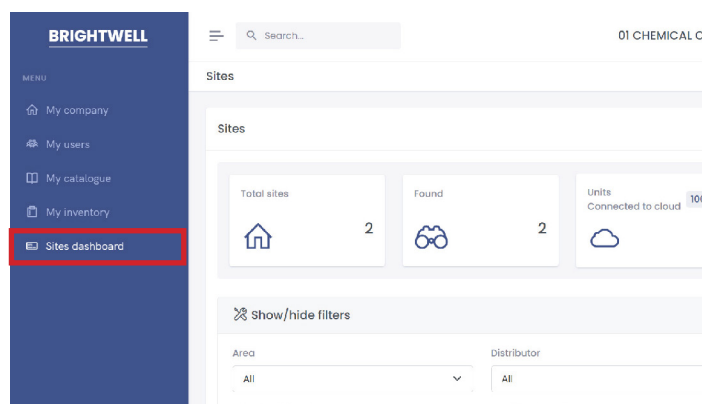 BRIGHTWELL
Search...
01 CHEMICAL
MENU
Sites
My company
My users
My catalogue
My inventory
Sites dashboard
Sites
Total sites
2
Found
2
Units
Connected to cloud
Show/hide filters
Area
All
Distributor
All